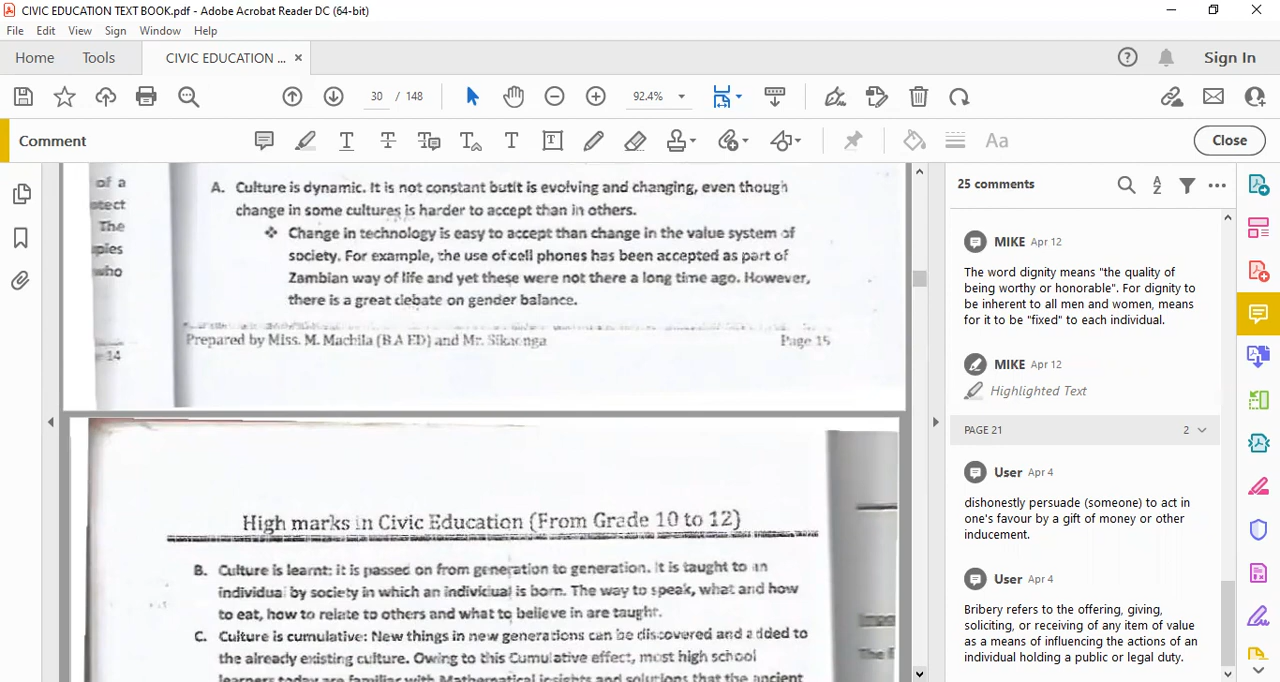 CIVIC EDUCATION TEXT BOOK.pdf - Adobe Acrobat Reader DC (64-bit)
File Edit View Sign Window Help
Home Tools CIVIC EDUCATION ... × Sign In
30 / 148 92.4%
Comment Close
of a
otect
The
upies
who
14
A. Culture is dynamic. It is not constant butit is evolving and changing, even though
change in some cultures is harder to accept than in others.
❖ Change in technology is easy to accept than change in the value system of
society. For example, the use of cell phones has been accepted as part of
Zambian way of life and yet these were not there a long time ago. However,
there is a great debate on gender balance.
Prepared by Miss. M. Machila (B.A ED) and Mr. Sikaonga Page 15
High marks in Civic Education (From Grade 10 to 12)
B. Culture is learnt: it is passed on from generation to generation. It is taught to an
individual by society in which an individual is born. The way to speak, what and how
to eat, how to relate to others and what to believe in are taught.
C. Culture is cumulative: New things in new generations can be discovered and added to
the already existing culture. Owing to this Cumulative effect, most high school
learners today are familiar with Mathematical insights and solutions that the ancient
25 comments
MIKE Apr 12
The word dignity means "the quality of
being worthy or honorable". For dignity to
be inherent to all men and women, means
for it to be "fixed" to each individual.
MIKE Apr 12
Highlighted Text
PAGE 21 2
User Apr 4
dishonestly persuade (someone) to act in
one's favour by a gift of money or other
inducement.
User Apr 4
Bribery refers to the offering, giving,
soliciting, or receiving of any item of value
as a means of influencing the actions of an
individual holding a public or legal duty.